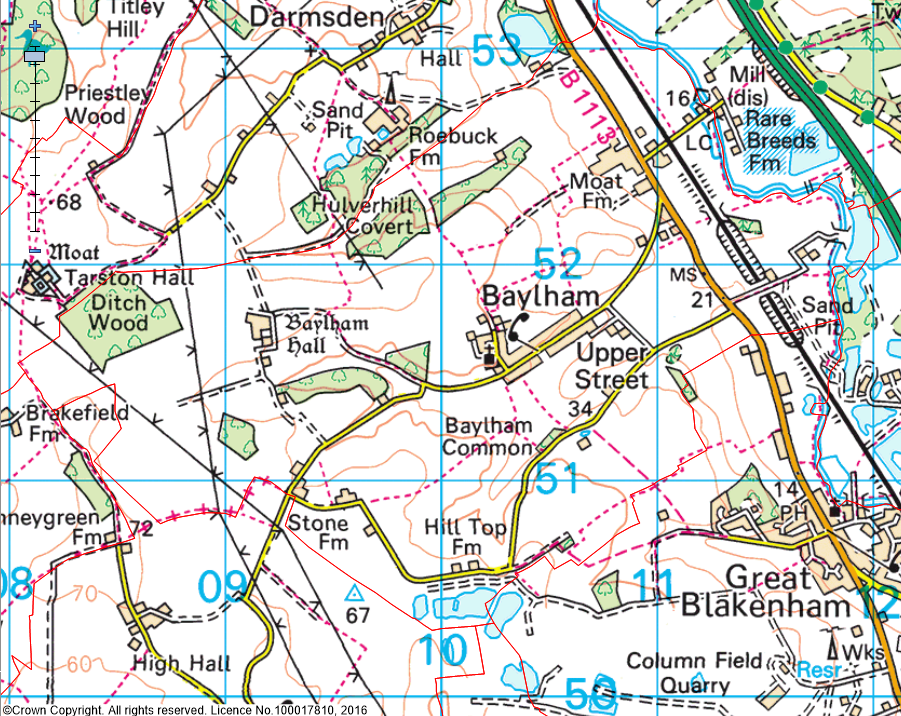 Titley
Hill
Darmsden
Tw
Hall
53
B 1113
Priestley
Wood
Mill
(dis)
16
Sand
Pit
Rare
Breeds
Fm
LC
Roebuck
Fm
Moat
Fm
68
Hulverhill
Covert
Moat
Tarston Hall
52
MS
21
Ditch
Wood
Baylham
Sand
Pit
Baylham
Hall
Upper
Street
34
Brakefield
Fm
Baylham
Common
51
14
PH
nneygreen
Fm
72
Stone
Fm
Hill Top
Fm
08
09
70
67
11
Great
Blakenham
12
10
60
High Hall
Column Field
Quarry
Resr
Wks
50
©Crown Copyright. All rights reserved. Licence No.100017810, 2016